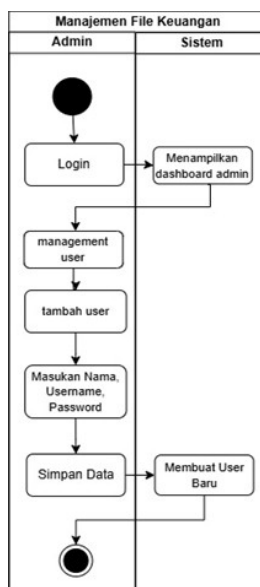 Manajemen File Keuangan
Admin
Sistem
Login
Menampilkan
dashboard admin
management
user
tambah user
Masukan Nama,
Username,
Password
Simpan Data
Membuat User
Baru